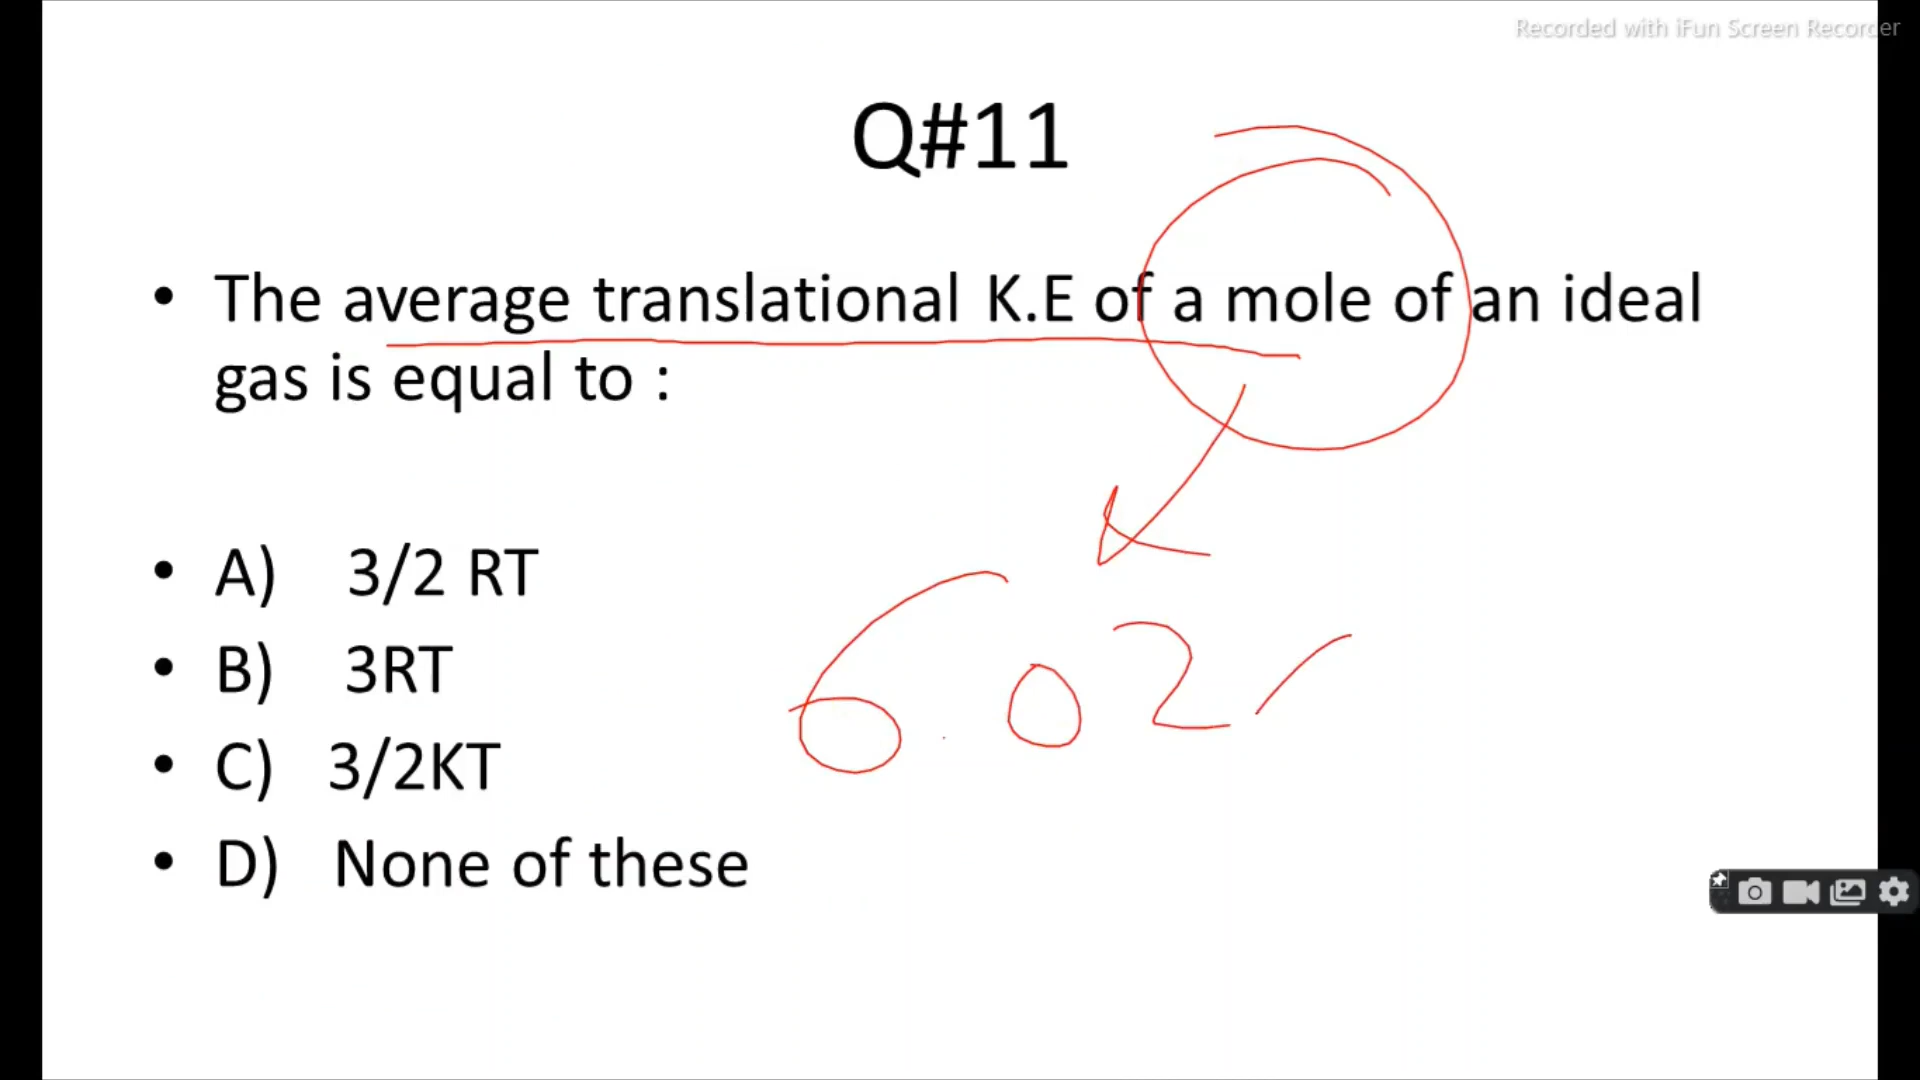 Recorded with iFun Screen Recorder
Q#11
• The average translational K.E of a mole of an ideal
gas is equal to :
• A) 3/2 RT
• B) 3RT
• C) 3/2KT
• D) None of these
6.02